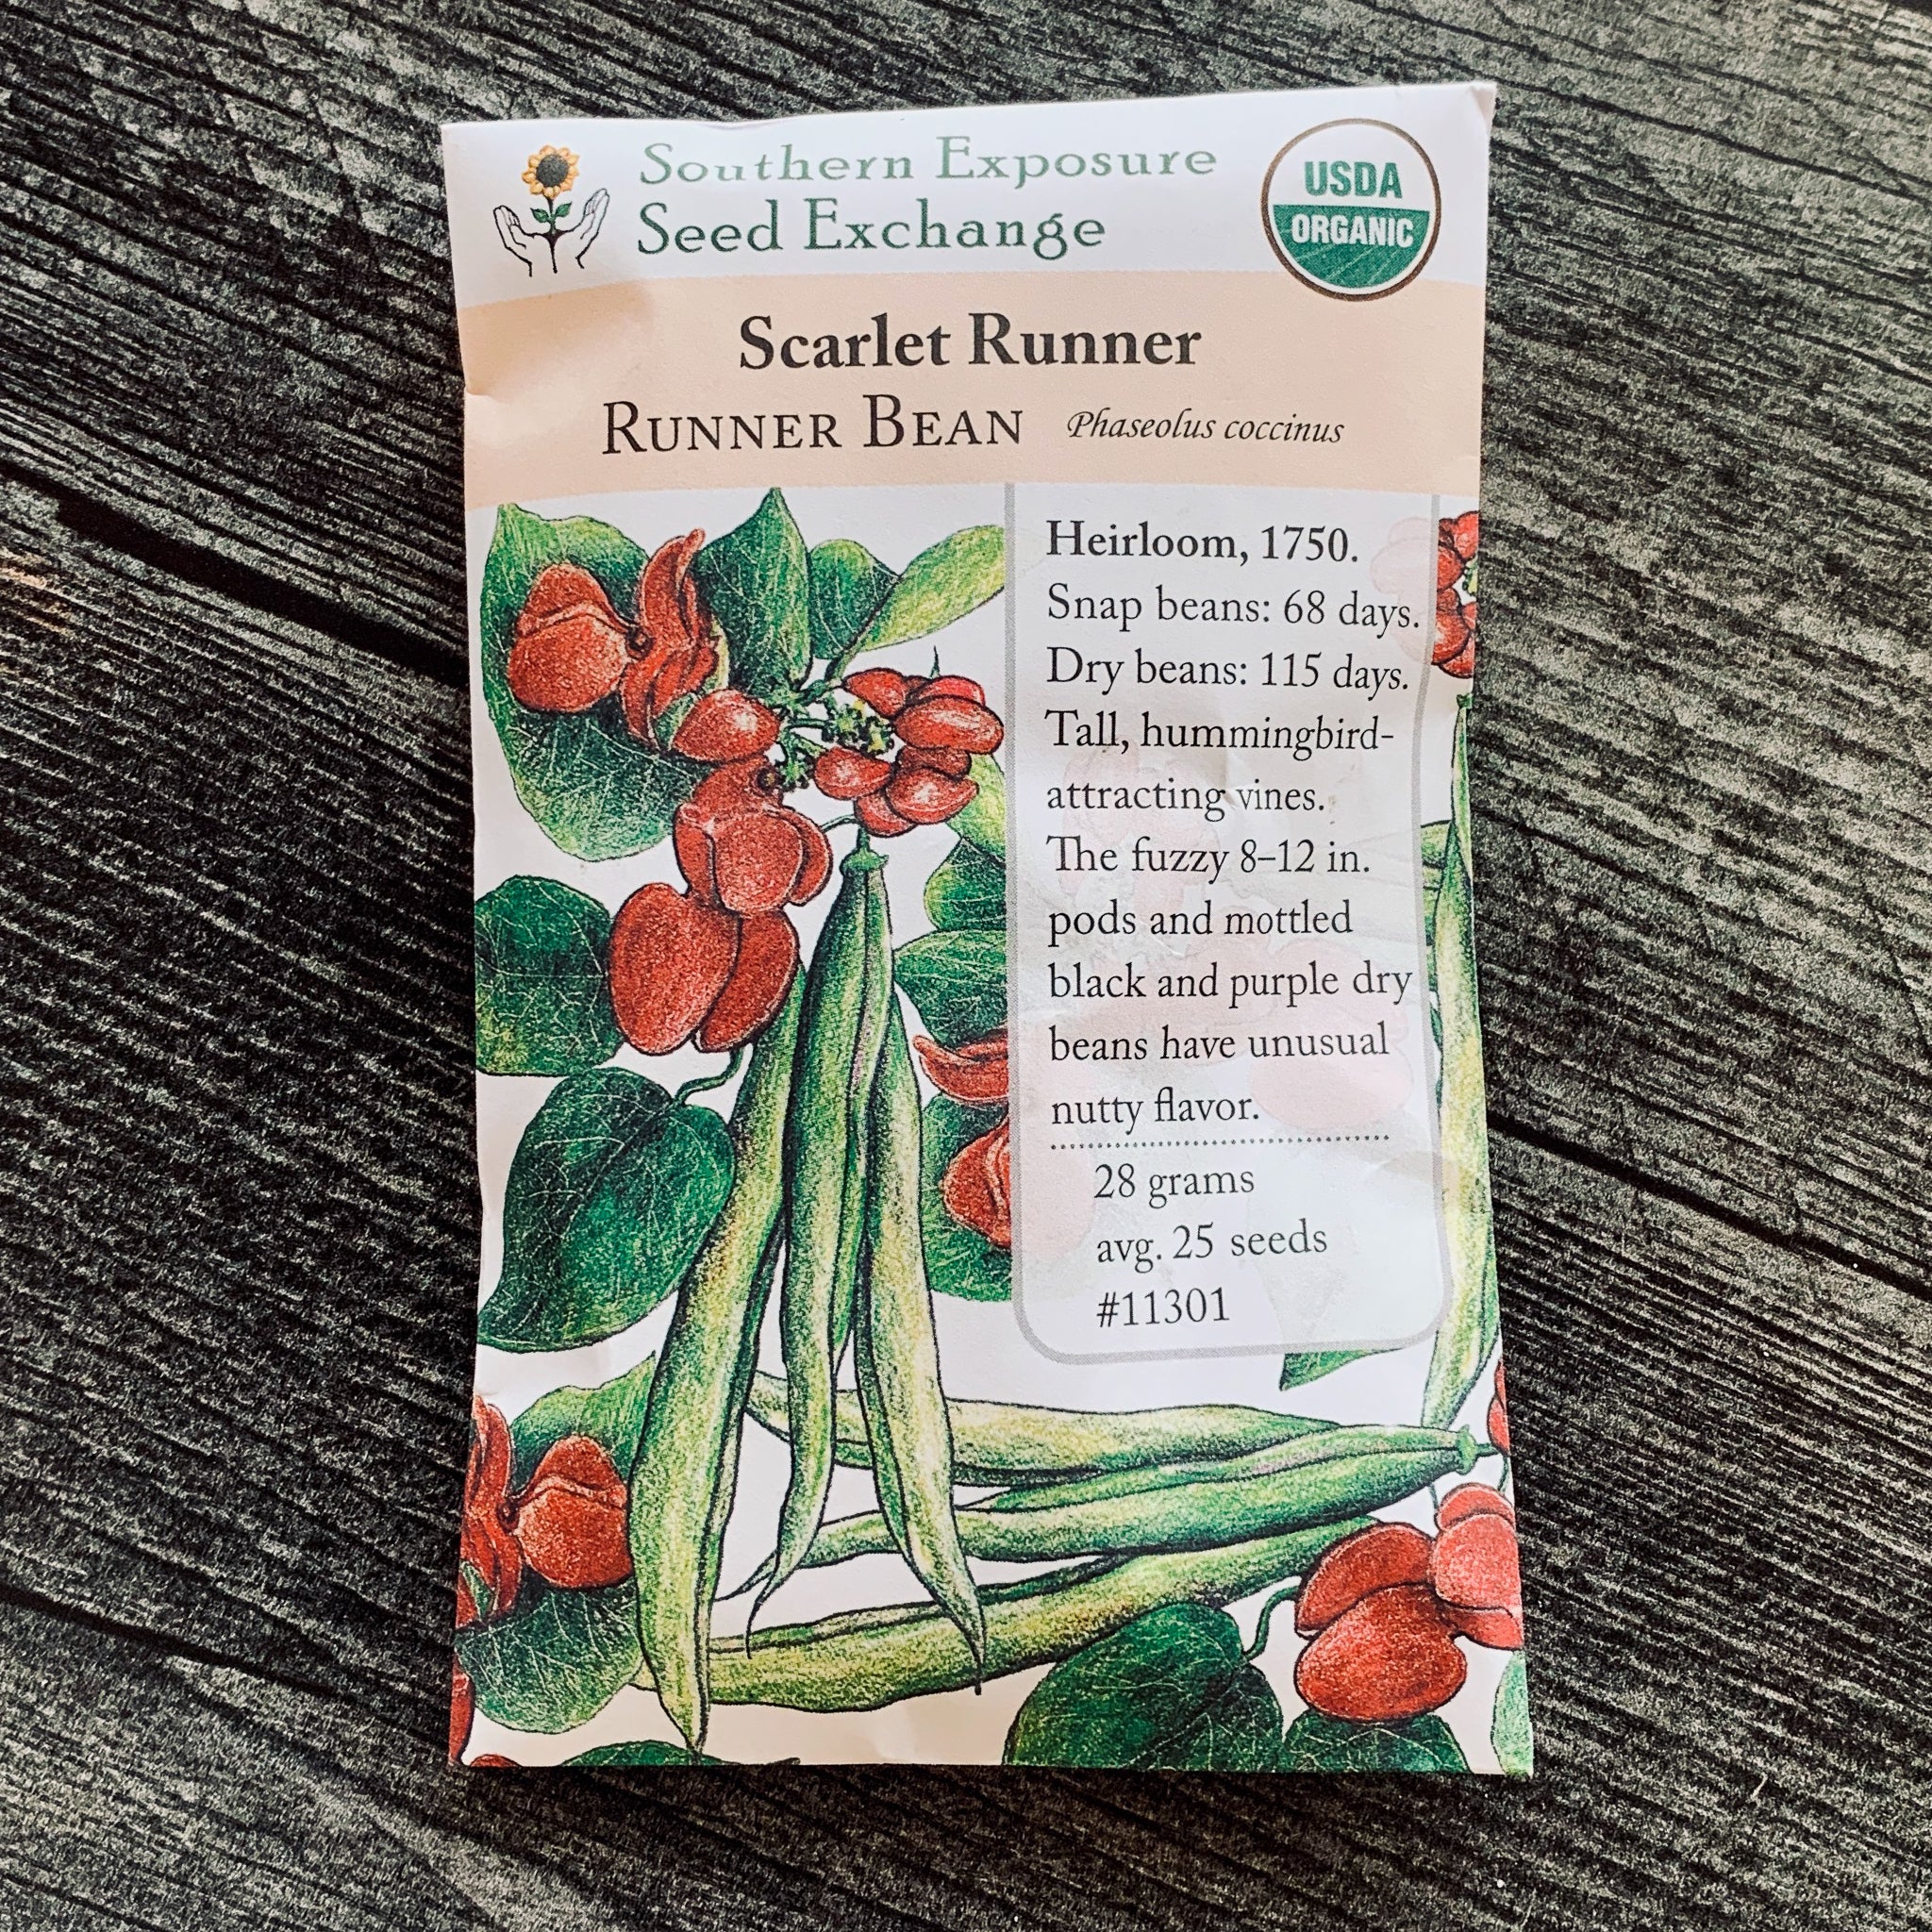 Southern Exposure
Seed Exchange
USDA
ORGANIC
Scarlet Runner
RUNNER BEAN Phaseolus coccinus
Heirloom, 1750.
Snap beans: 68 days.
Dry beans: 115 days.
Tall, hummingbird-
attracting vines.
The fuzzy 8–12 in.
pods and mottled
black and purple dry
beans have unusual
nutty flavor.
28 grams
avg. 25 seeds
#11301